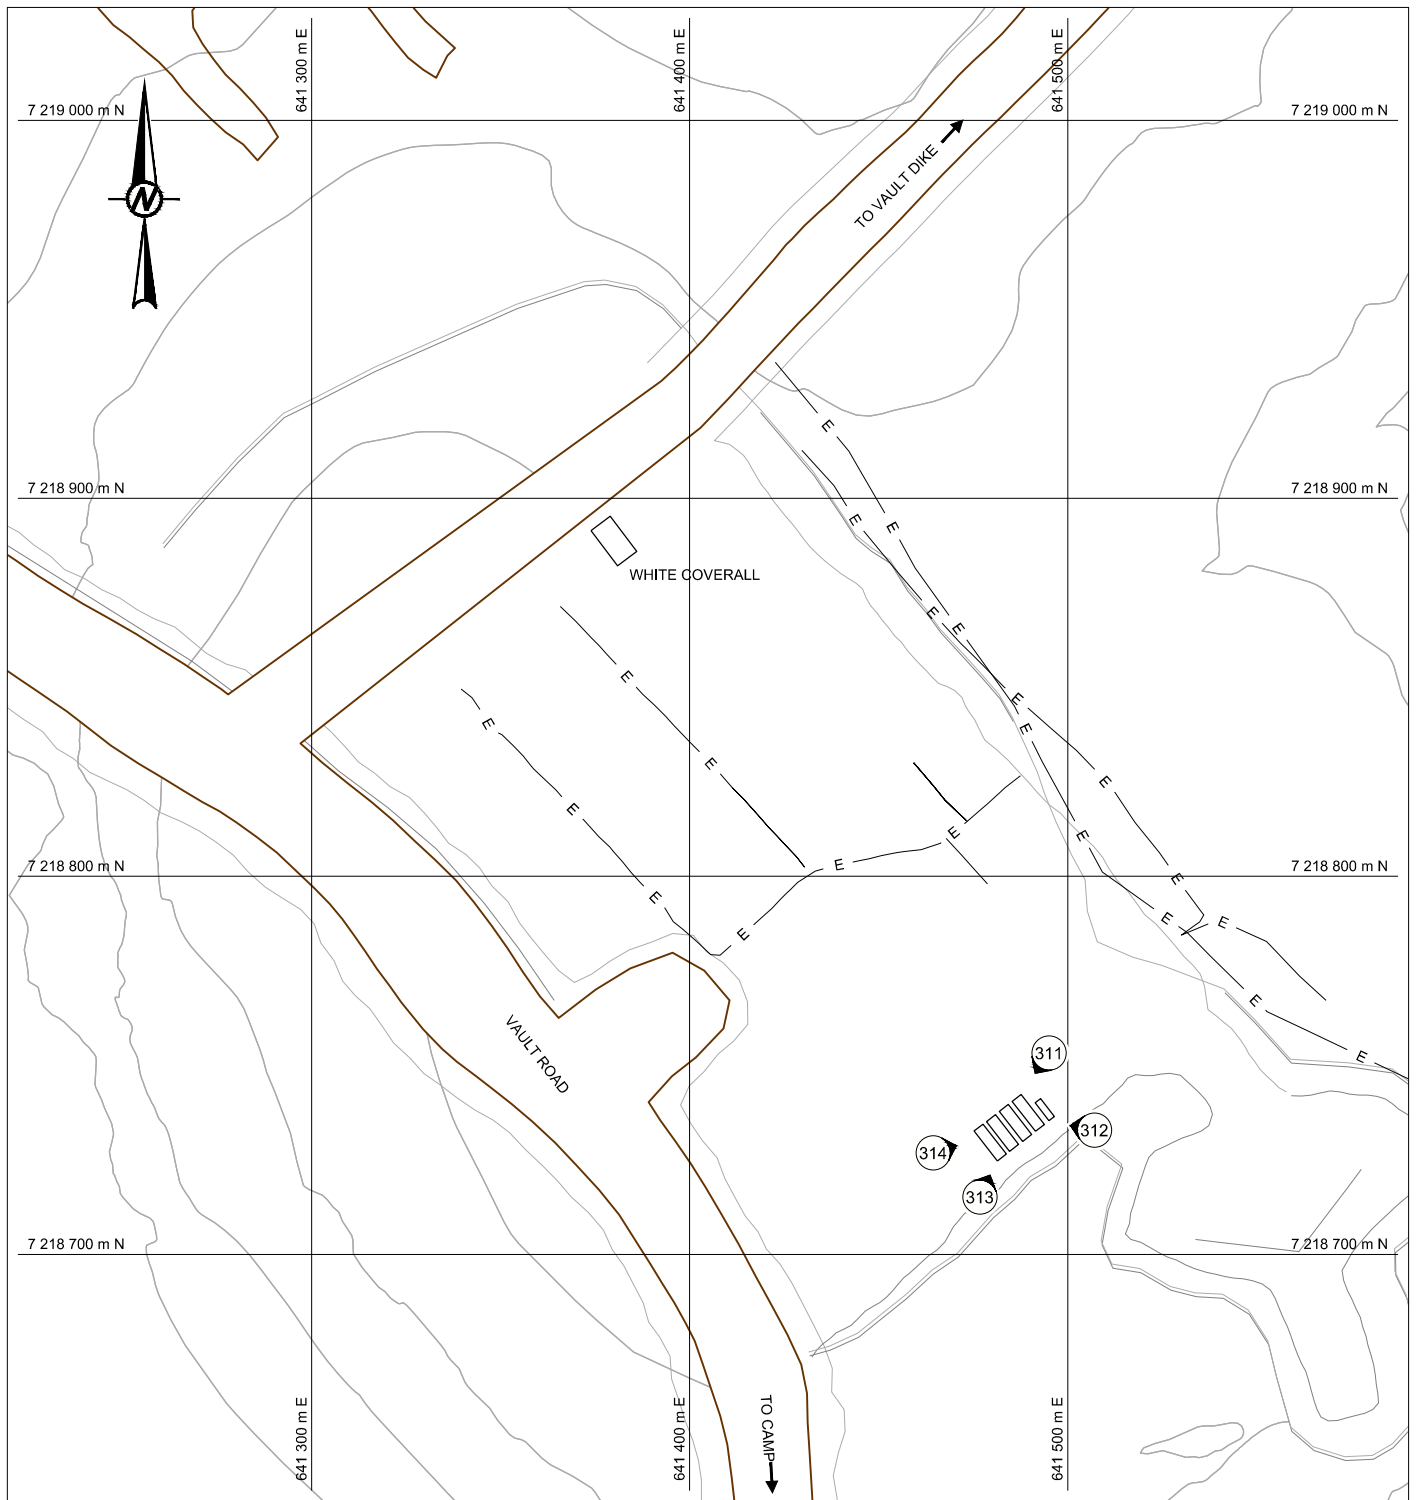 641 300 m E
641 400 m E
641 500 m E
7 219 000 m N
7 219 000 m N
TO VAULT DIKE
N
E
7 218 900 m N
7 218 900 m N
E
E
WHITE COVERALL
E
E
E
E
E
E
E
E
E
E
E
E
E
7 218 800 m N
7 218 800 m N
E
E
E
E
E
E
VAULT ROAD
311
E
312
314
313
7 218 700 m N
7 218 700 m N
641 300 m E
641 400 m E
TO CAMP
641 500 m E